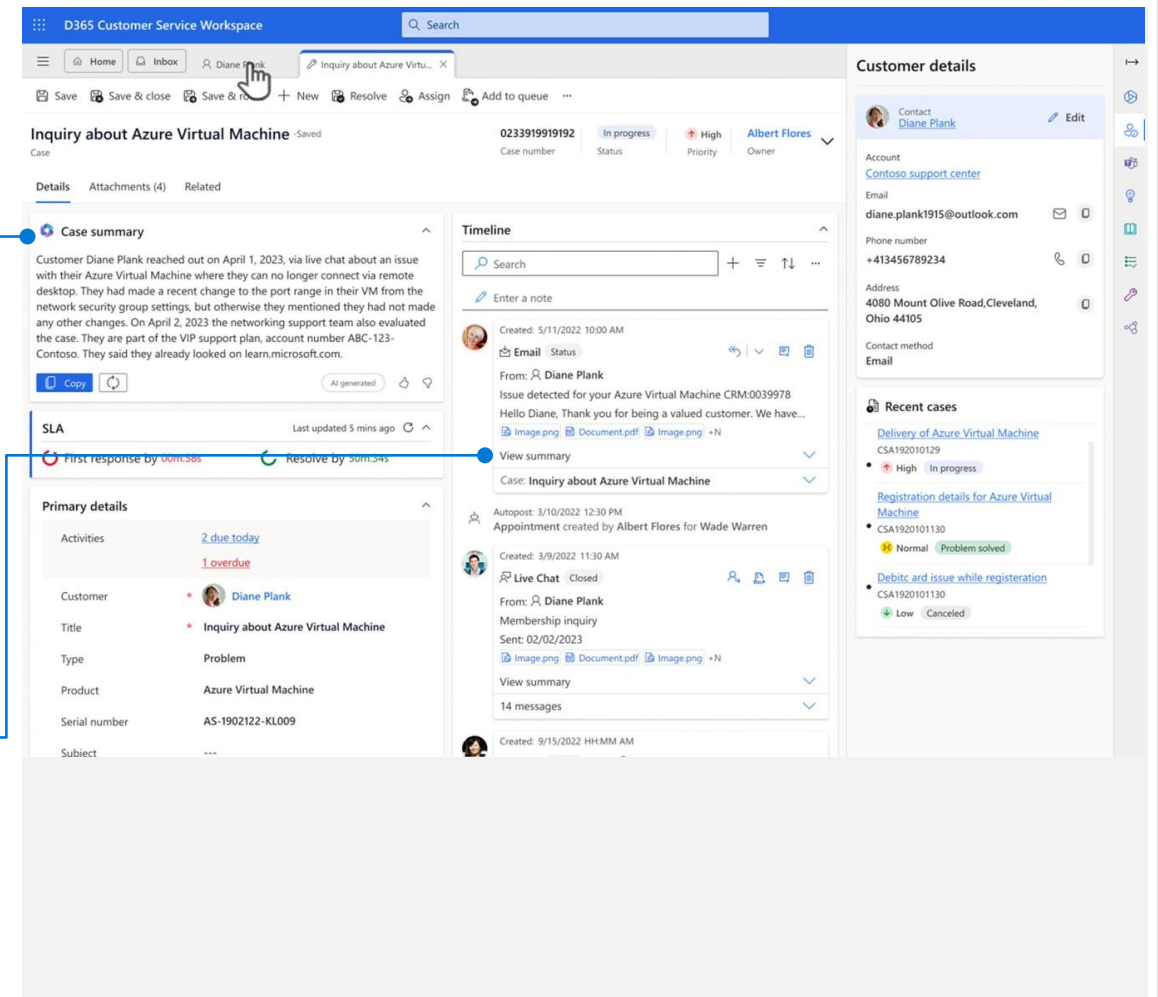 D365 Customer Service Workspace
Search
Home
Inbox
Diane Plank
Inquiry about Azure Virtu...
Save
Save & close
Save & ro
New
Resolve
Assign
Add to queue
Inquiry about Azure Virtual Machine -Saved
Case
0233919919192
Case number
In progress
Status
High
Priority
Albert Flores
Owner
Details
Attachments (4)
Related
Case summary
Customer Diane Plank reached out on April 1, 2023, via live chat about an issue
with their Azure Virtual Machine where they can no longer connect via remote
desktop. They had made a recent change to the port range in their VM from the
network security group settings, but otherwise they mentioned they had not made
any other changes. On April 2, 2023 the networking support team also evaluated
the case. They are part of the VIP support plan, account number ABC-123-
Contoso. They said they already looked on learn.microsoft.com.
Copy
AI generated
SLA
Last updated 5 mins ago
First response by 00m:58s
Resolve by 50m:34s
Primary details
Activities
2 due today
1 overdue
Customer * Diane Plank
Title * Inquiry about Azure Virtual Machine
Type Problem
Product Azure Virtual Machine
Serial number AS-1902122-KL009
Subject ---
Timeline
Search
Enter a note
Created: 5/11/2022 10:00 AM
Email Status
From: Diane Plank
Issue detected for your Azure Virtual Machine CRM:0039978
Hello Diane, Thank you for being a valued customer. We have...
Image.png Document.pdf Image.png +N
View summary
Case: Inquiry about Azure Virtual Machine
Autopost: 3/10/2022 12:30 PM
Appointment created by Albert Flores for Wade Warren
Created: 3/9/2022 11:30 AM
Live Chat Closed
From: Diane Plank
Membership inquiry
Sent: 02/02/2023
Image.png Document.pdf Image.png +N
View summary
14 messages
Created: 9/15/2022 HH:MM AM
Customer details
Contact
Diane Plank
Edit
Account
Contoso support center
Email
diane.plank1915@outlook.com
Phone number
+413456789234
Address
4080 Mount Olive Road,Cleveland,
Ohio 44105
Contact method
Email
Recent cases
Delivery of Azure Virtual Machine
CSA192010129
High In progress
Registration details for Azure Virtual
Machine
CSA1920101130
Normal Problem solved
Debitc ard issue while registeration
CSA1920101130
Low Canceled